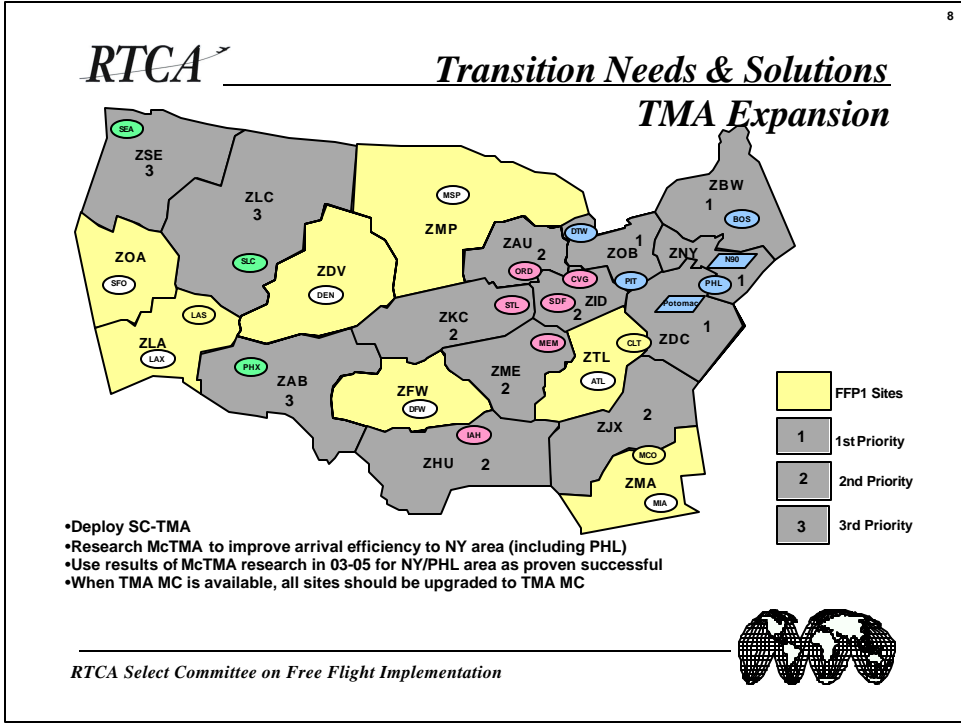 8
RTCA
Transition Needs & Solutions
TMA Expansion
SEA
ZSE
3
ZLC
3
SLC
MSP
ZMP
ZBW
1
BOS
DTW
ZAU
2
ORD
1
ZOB
ZNY
N90
PHL
1
ZOA
SFO
ZDV
DEN
CVG
PIT
LAS
ZLA
LAX
STL
SDF
ZID
2
Potomac
ZDC
1
ZKC
2
MEM
ZME
2
ZTL
CLT
ATL
PHX
ZAB
3
ZFW
DFW
IAH
ZHU 2
ZJX
2
MCO
ZMA
MIA
FFP1 Sites
1 1st Priority
2 2nd Priority
3 3rd Priority
•Deploy SC-TMA
•Research McTMA to improve arrival efficiency to NY area (including PHL)
•Use results of McTMA research in 03-05 for NY/PHL area as proven successful
•When TMA MC is available, all sites should be upgraded to TMA MC
RTCA Select Committee on Free Flight Implementation